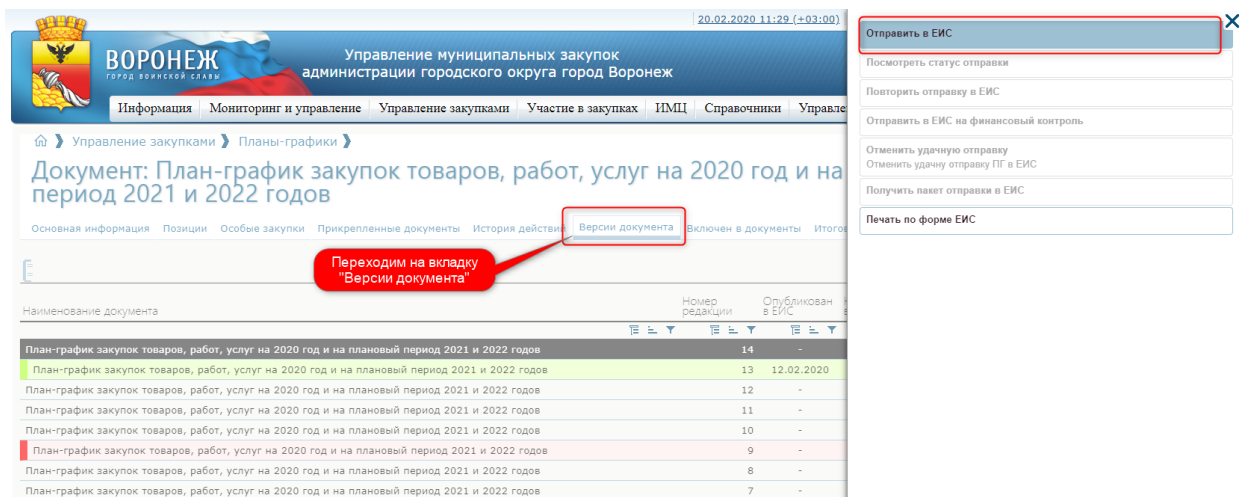 20.02.2020 11:29 (+03:00)
ВОРОНЕЖ
ГОРОД ВОИНСКОЙ СЛАВЫ
Управление муниципальных закупок
администрации городского округа город Воронеж
Информация Мониторинг и управление Управление закупками Участие в закупках ИМЦ Справочники Управле
Управление закупками Планы-графики
Документ: План-график закупок товаров, работ, услуг на 2020 год и на
период 2021 и 2022 годов
Основная информация Позиции Особые закупки Прикрепленные документы История действи Версии документа Включен в документы Итогов
Переходим на вкладку
"Версии документа"
Наименование документа
Номер
редакции
Опубликован
в ЕИС
План-график закупок товаров, работ, услуг на 2020 год и на плановый период 2021 и 2022 годов 14 -
План-график закупок товаров, работ, услуг на 2020 год и на плановый период 2021 и 2022 годов 13 12.02.2020
План-график закупок товаров, работ, услуг на 2020 год и на плановый период 2021 и 2022 годов 12 -
План-график закупок товаров, работ, услуг на 2020 год и на плановый период 2021 и 2022 годов 11 -
План-график закупок товаров, работ, услуг на 2020 год и на плановый период 2021 и 2022 годов 10 -
План-график закупок товаров, работ, услуг на 2020 год и на плановый период 2021 и 2022 годов 9 -
План-график закупок товаров, работ, услуг на 2020 год и на плановый период 2021 и 2022 годов 8 -
План-график закупок товаров, работ, услуг на 2020 год и на плановый период 2021 и 2022 годов 7 -
Отправить в ЕИС
Посмотреть статус отправки
Повторить отправку в ЕИС
Отправить в ЕИС на финансовый контроль
Отменить удачную отправку
Отменить удачну отправку ПГ в ЕИС
Получить пакет отправки в ЕИС
Печать по форме ЕИС